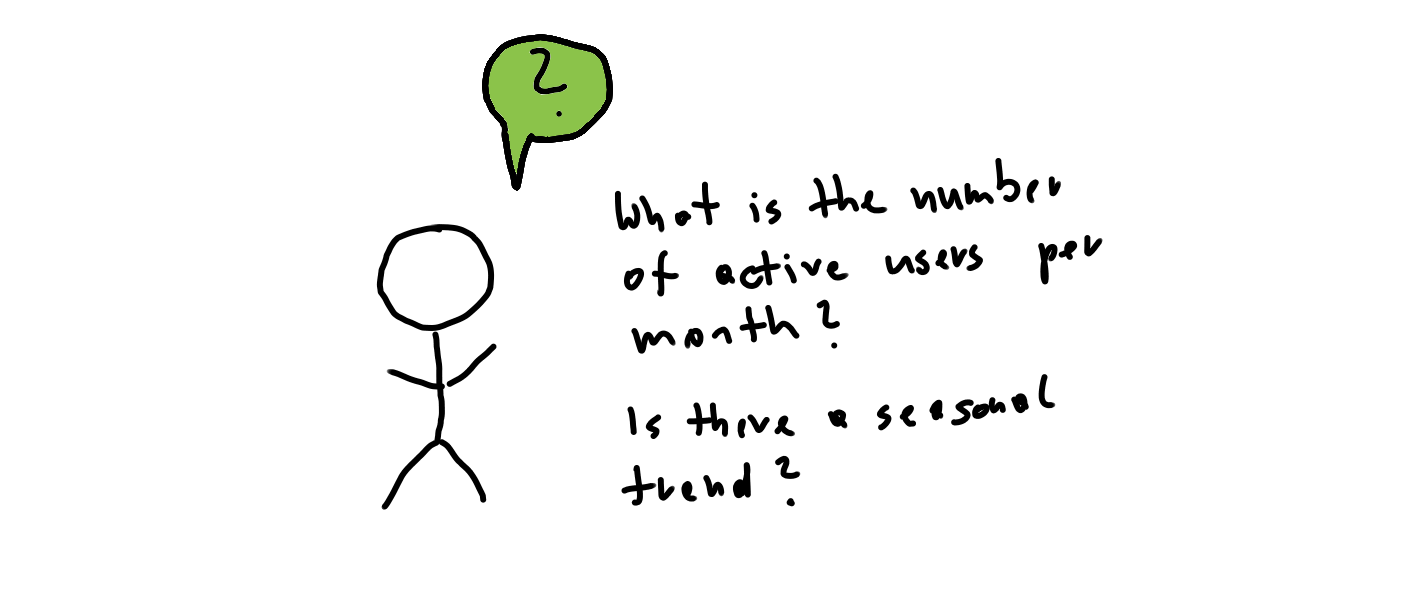 ?
What is the number
of active users per
month?
Is there a seasonal
trend?